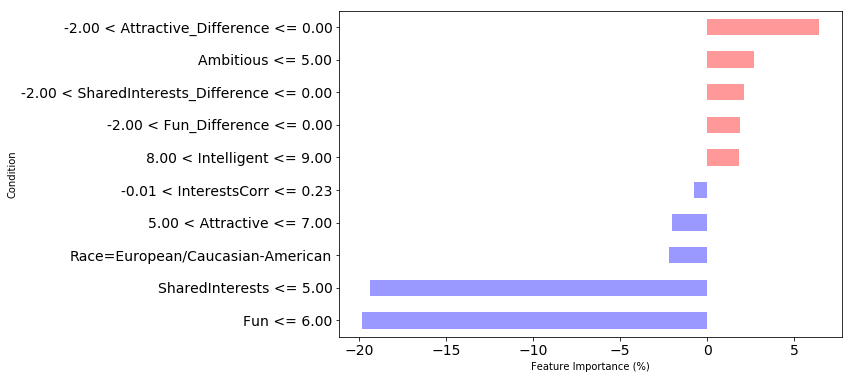 -2.00 < Attractive_Difference <= 0.00
Ambitious <= 5.00
-2.00 < SharedInterests_Difference <= 0.00
-2.00 < Fun_Difference <= 0.00
8.00 < Intelligent <= 9.00
-0.01 < InterestsCorr <= 0.23
5.00 < Attractive <= 7.00
Race=European/Caucasian-American
SharedInterests <= 5.00
Fun <= 6.00
Condition
−20 −15 −10 −5 0 5
Feature Importance (%)